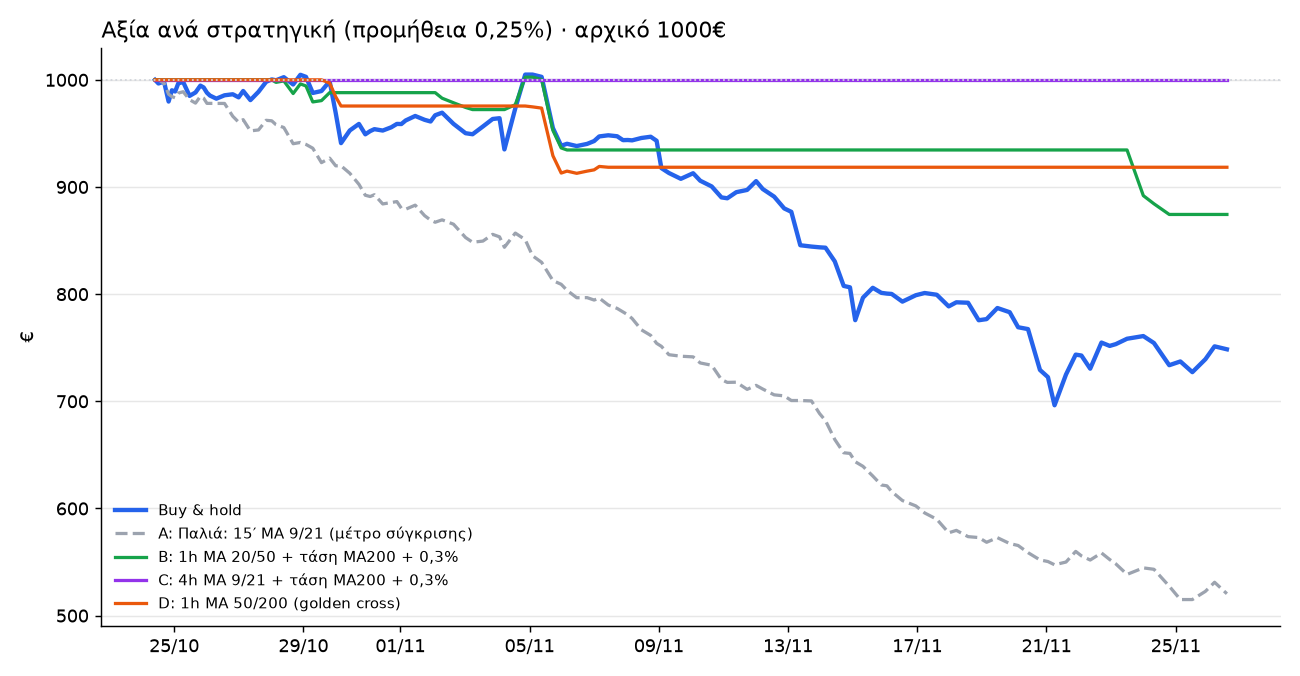 Αξία ανά στρατηγική (προμήθεια 0,25%) · αρχικό 1000€
1000
900
800
700
600
500
€
Buy & hold
A: Παλιά: 15΄ MA 9/21 (μέτρο σύγκρισης)
B: 1h MA 20/50 + τάση MA200 + 0,3%
C: 4h MA 9/21 + τάση MA200 + 0,3%
D: 1h MA 50/200 (golden cross)
25/10 29/10 01/11 05/11 09/11 13/11 17/11 21/11 25/11